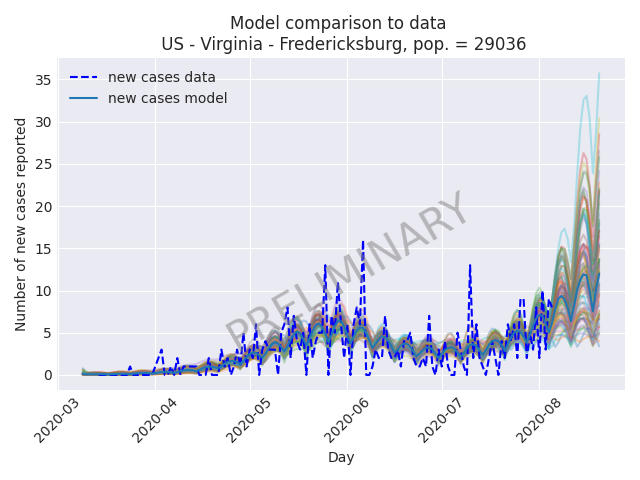 Model comparison to data
US - Virginia - Fredericksburg, pop. = 29036
new cases data
new cases model
Number of new cases reported
35
30
25
20
15
10
5
0
PRELIMINARY
2020-03
2020-04
2020-05
2020-06
2020-07
2020-08
Day